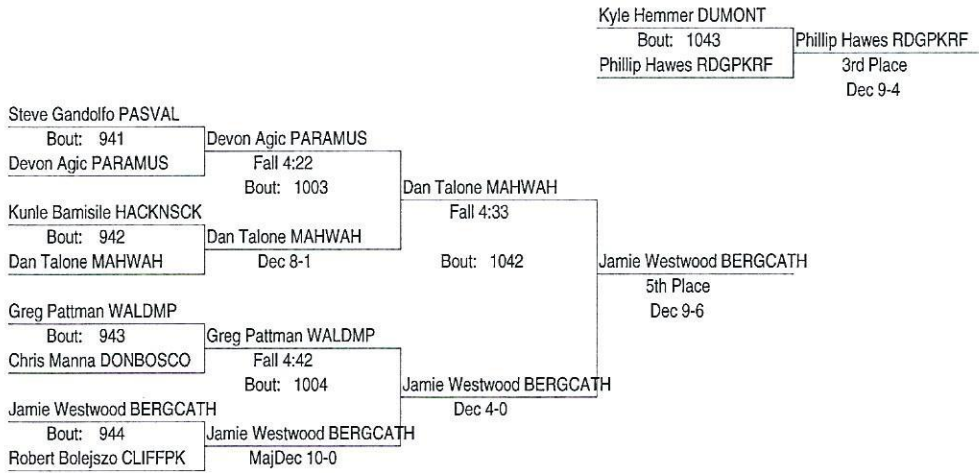 Kyle Hemmer DUMONT
Bout: 1043
Phillip Hawes RDGPKRF
Phillip Hawes RDGPKRF
3rd Place
Dec 9-4
Steve Gandolfo PASVAL
Bout: 941
Devon Agic PARAMUS
Devon Agic PARAMUS
Fall 4:22
Bout: 1003
Kunle Bamisile HACKNSCK
Bout: 942
Dan Talone MAHWAH
Dan Talone MAHWAH
Dec 8-1
Dan Talone MAHWAH
Fall 4:33
Bout: 1042
Jamie Westwood BERGCATH
5th Place
Dec 9-6
Greg Pattman WALDMP
Bout: 943
Chris Manna DONBOSCO
Greg Pattman WALDMP
Fall 4:42
Bout: 1004
Jamie Westwood BERGCATH
Dec 4-0
Jamie Westwood BERGCATH
Bout: 944
Robert Bolejszo CLIFFPK
Jamie Westwood BERGCATH
MajDec 10-0